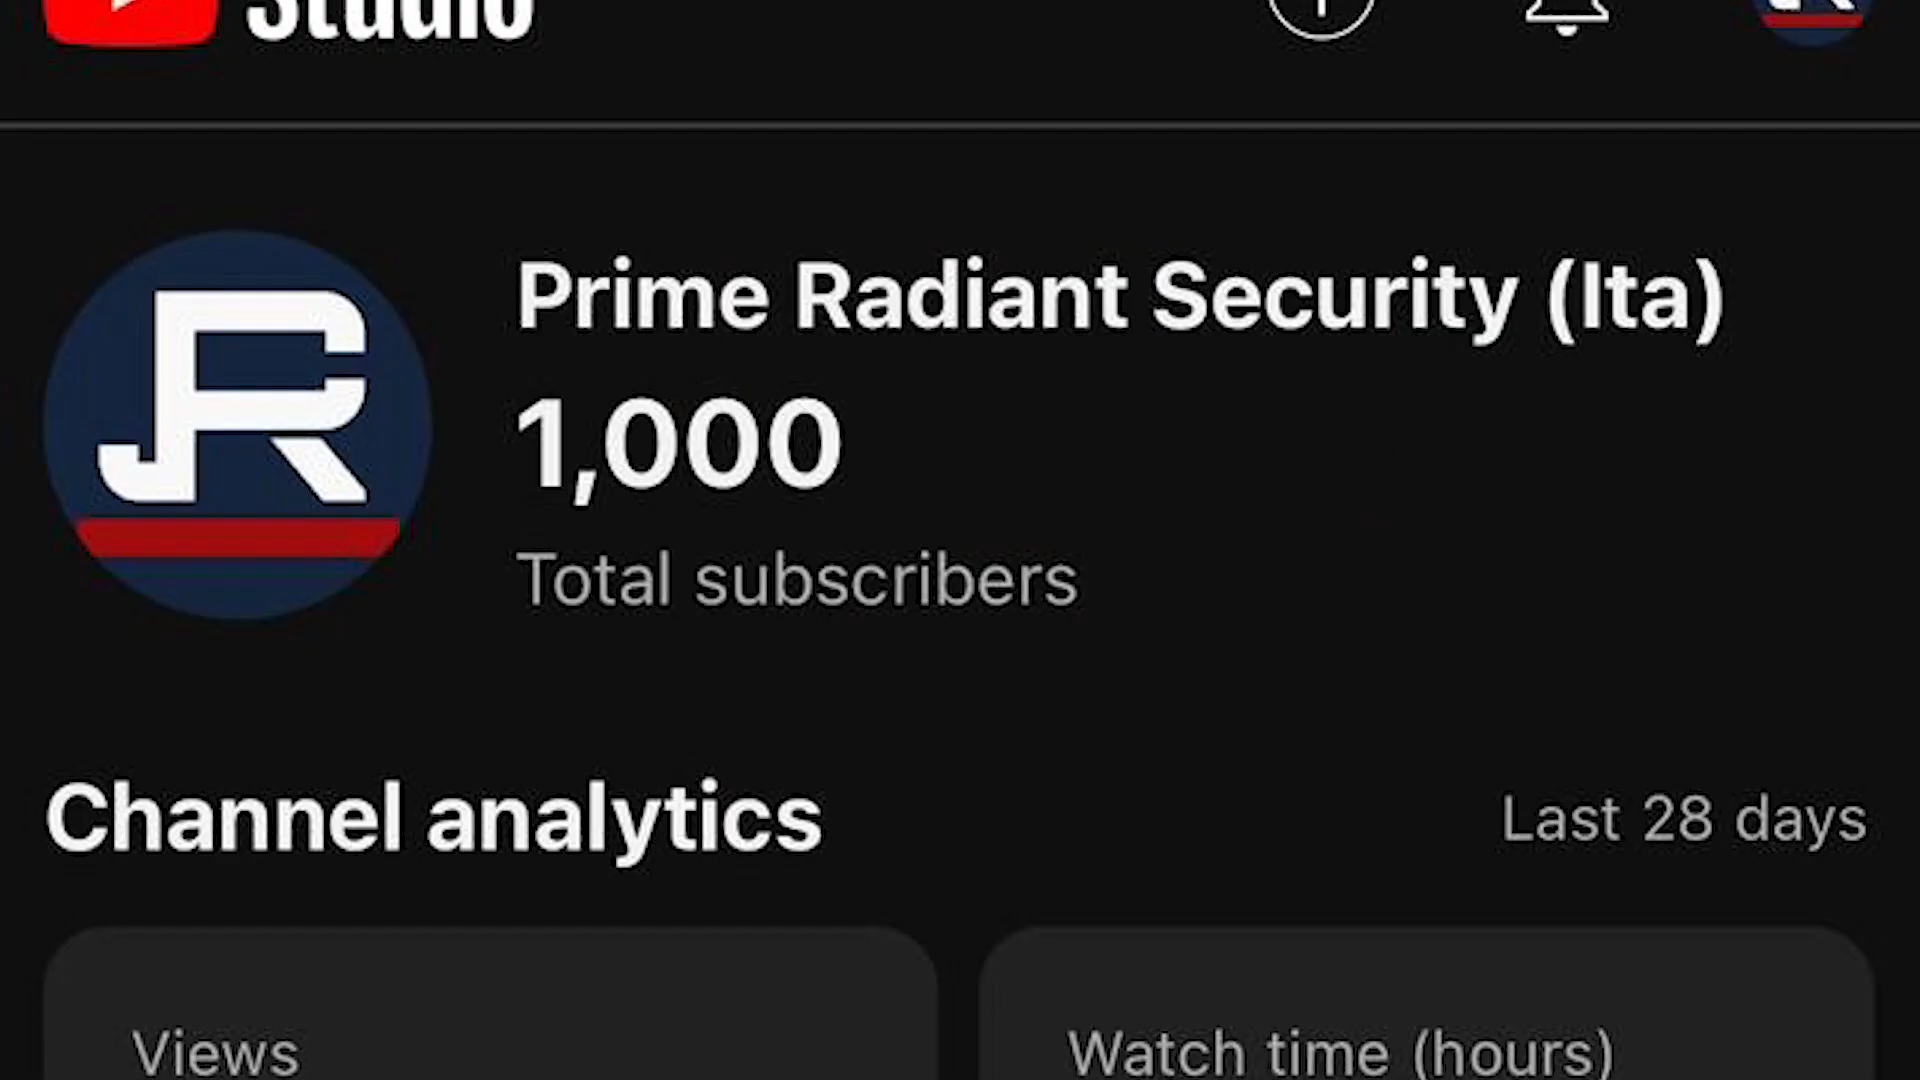 Studio
Prime Radiant Security (Ita)
1,000
Total subscribers
Channel analytics
Last 28 days
Views
Watch time (hours)